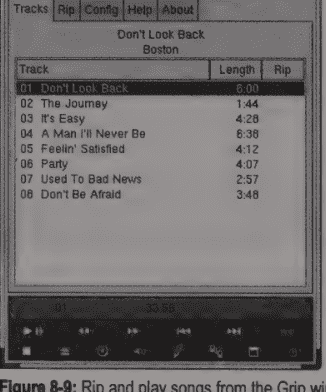 Tracks Rip Config Help About
Don't Look Back
Boston
Track Length Rip
01 Don't Look Back 6:00
02 The Journey 1:44
03 It's Easy 4:28
04 A Man I'll Never Be 6:38
05 Feelin' Satisfied 4:12
06 Party 4:07
07 Used To Bad News 2:57
08 Don't Be Afraid 3:48
01
Figure 8-9: Rip and play songs from the Grip